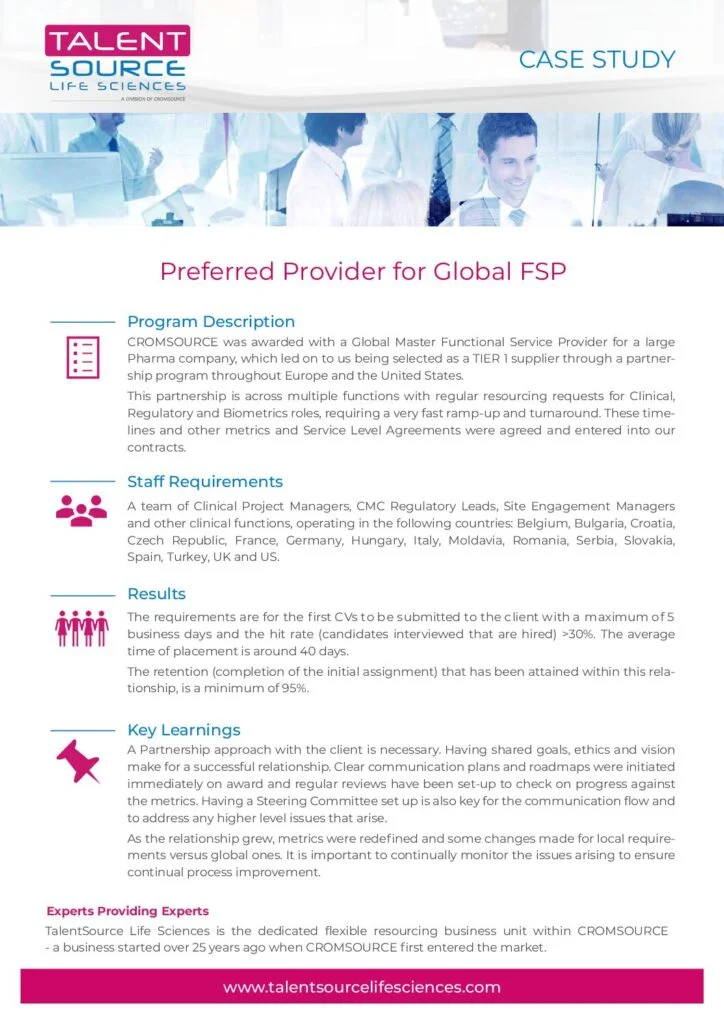 TALENT
SOURCE
LIFE SCIENCES
A DIVISION OF CROMSOURCE
CASE STUDY
Preferred Provider for Global FSP
Program Description
CROMSOURCE was awarded with a Global Master Functional Service Provider for a large
Pharma company, which led on to us being selected as a TIER 1 supplier through a partner-
ship program throughout Europe and the United States.
This partnership is across multiple functions with regular resourcing requests for Clinical,
Regulatory and Biometrics roles, requiring a very fast ramp-up and turnaround. These time-
lines and other metrics and Service Level Agreements were agreed and entered into our
contracts.
Staff Requirements
A team of Clinical Project Managers, CMC Regulatory Leads, Site Engagement Managers
and other clinical functions, operating in the following countries: Belgium, Bulgaria, Croatia,
Czech Republic, France, Germany, Hungary, Italy, Moldavia, Romania, Serbia, Slovakia,
Spain, Turkey, UK and US.
Results
The requirements are for the first CVs to be submitted to the client with a maximum of 5
business days and the hit rate (candidates interviewed that are hired) >30%. The average
time of placement is around 40 days.
The retention (completion of the initial assignment) that has been attained within this rela-
tionship, is a minimum of 95%.
Key Learnings
A Partnership approach with the client is necessary. Having shared goals, ethics and vision
make for a successful relationship. Clear communication plans and roadmaps were initiated
immediately on award and regular reviews have been set-up to check on progress against
the metrics. Having a Steering Committee set up is also key for the communication flow and
to address any higher level issues that arise.
As the relationship grew, metrics were redefined and some changes made for local require-
ments versus global ones. It is important to continually monitor the issues arising to ensure
continual process improvement.
Experts Providing Experts
TalentSource Life Sciences is the dedicated flexible resourcing business unit within CROMSOURCE
- a business started over 25 years ago when CROMSOURCE first entered the market.
www.talentsourcelifesciences.com